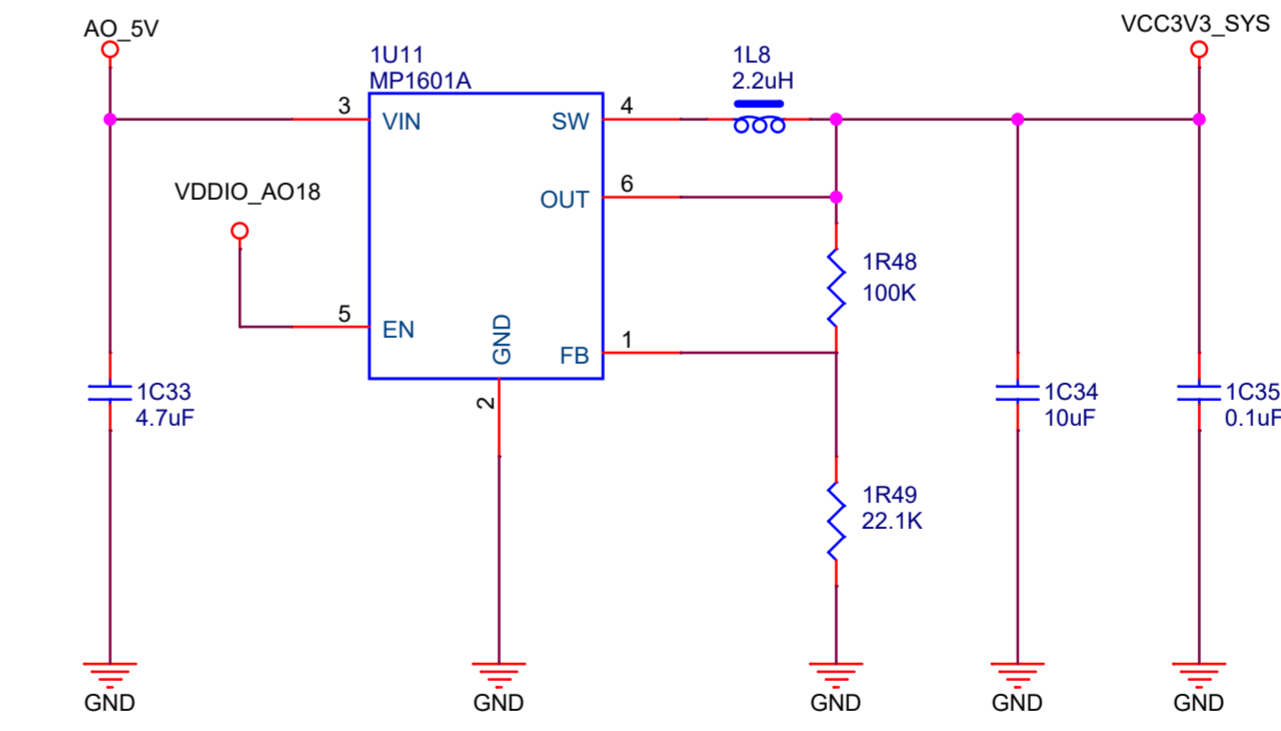 AO_5V
VCC3V3_SYS
1U11
MP1601A
1L8
2.2uH
3
VIN
SW
4
VDDIO_AO18
OUT
6
1R48
100K
5
EN
GND
FB
1
2
1C33
4.7uF
1C34
10uF
1C35
0.1uF
1R49
22.1K
GND
GND
GND
GND
GND